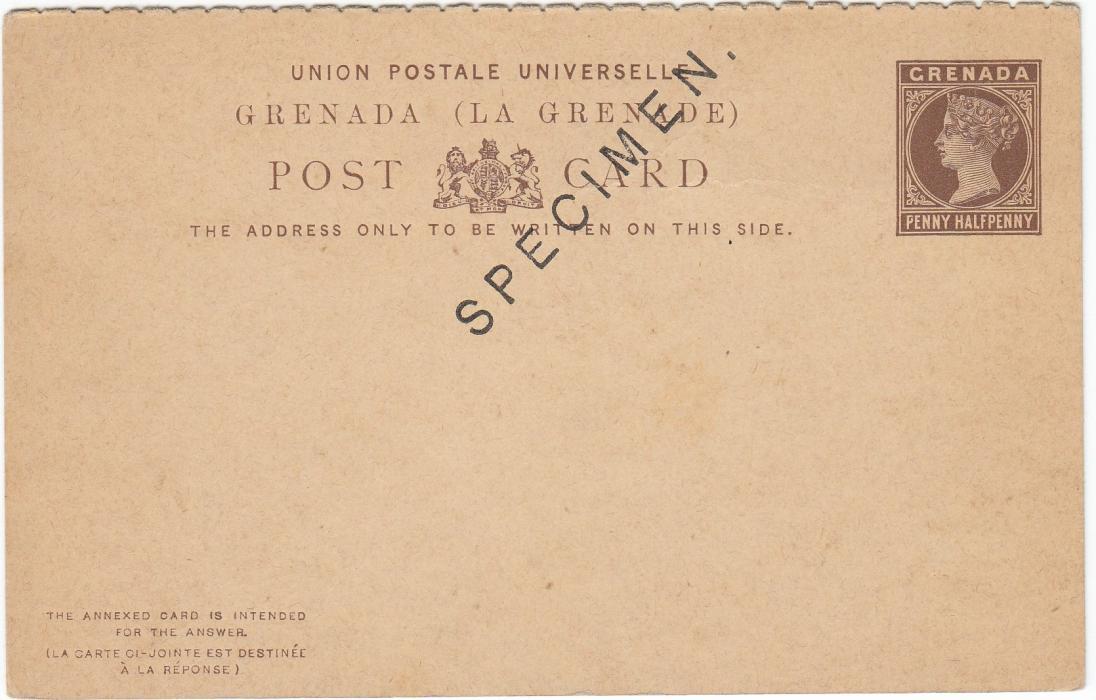 UNION POSTALE UNIVERSELLE
GRENADA (LA GRENADE)
POST CARD
THE ADDRESS ONLY TO BE WRITTEN ON THIS SIDE.
SPECIMEN.
GRENADA
PENNY HALFPENNY
THE ANNEXED CARD IS INTENDED
FOR THE ANSWER.
(LA CARTE CI-JOINTE EST DESTINÉE
À LA RÉPONSE)